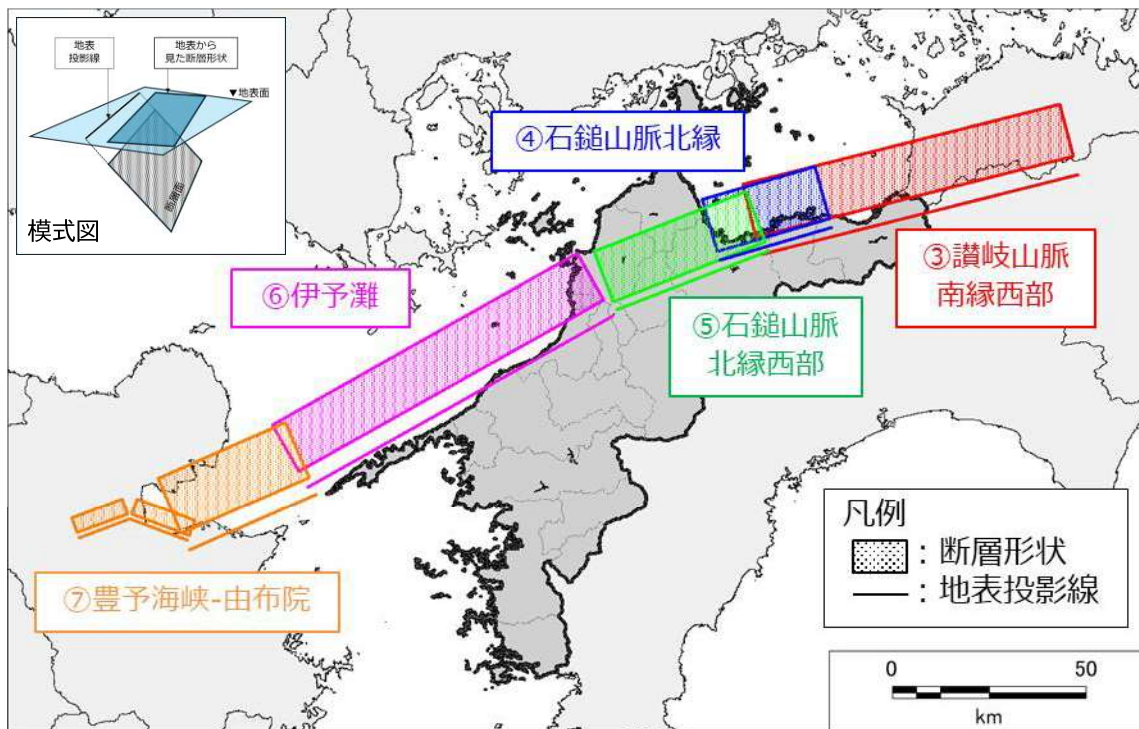 地表
投影線
地表から
見た断層形状
▼地表面
断層面
模式図
④石鎚山脈北縁
③讃岐山脈
南縁西部
⑥伊予灘
⑤石鎚山脈
北縁西部
⑦豊予海峡-由布院
凡例
：断層形状
：地表投影線
0 50
km